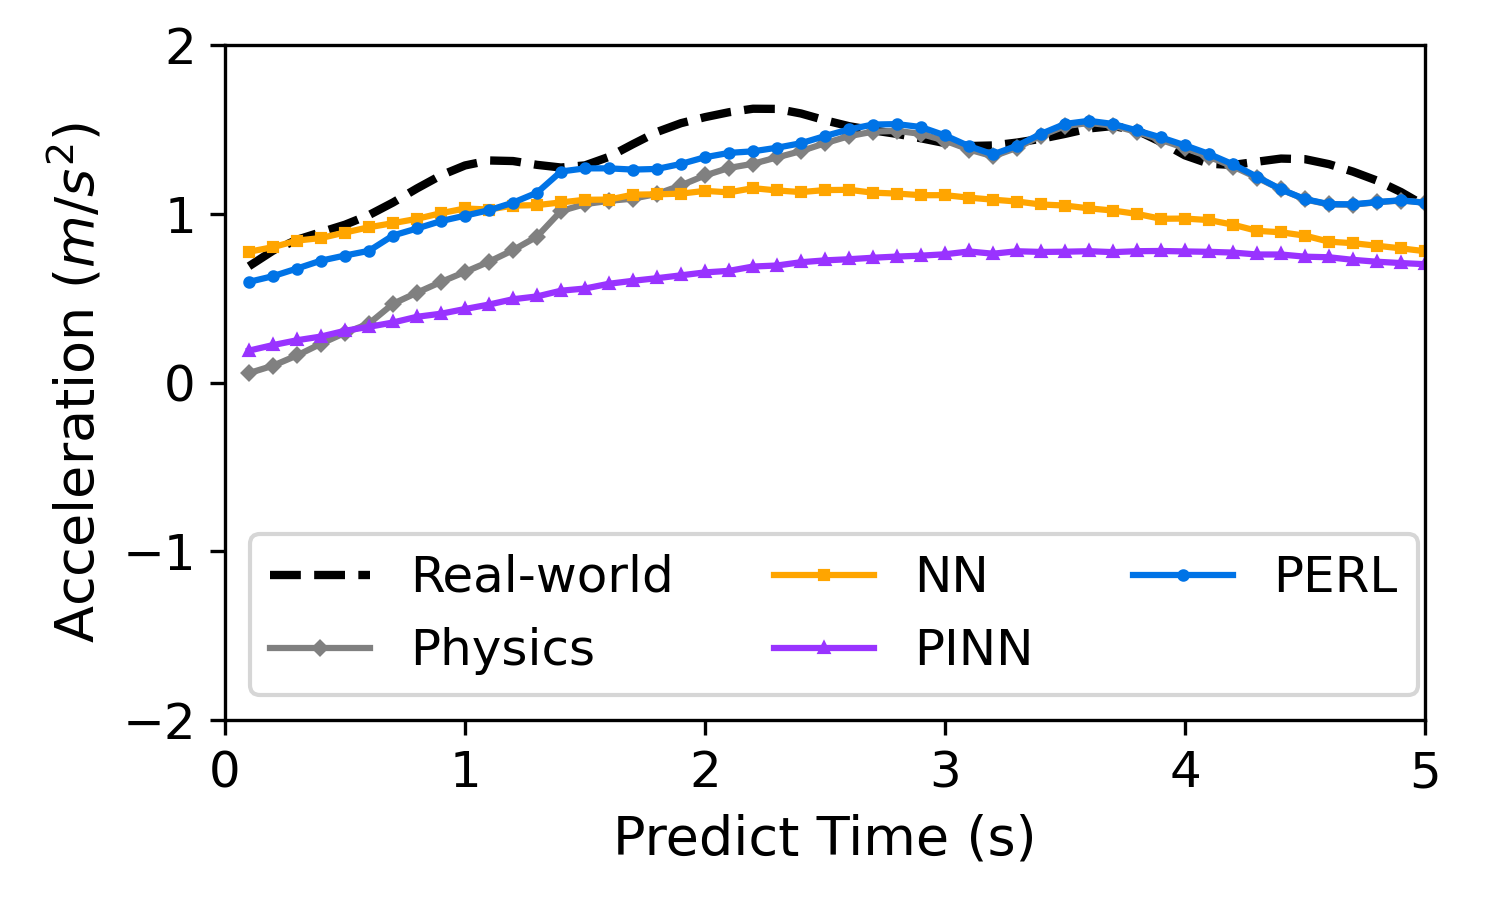 2
1
0
−1
−2
Acceleration (m/s²)
Real-world
Physics
NN
PINN
PERL
0 1 2 3 4 5
Predict Time (s)